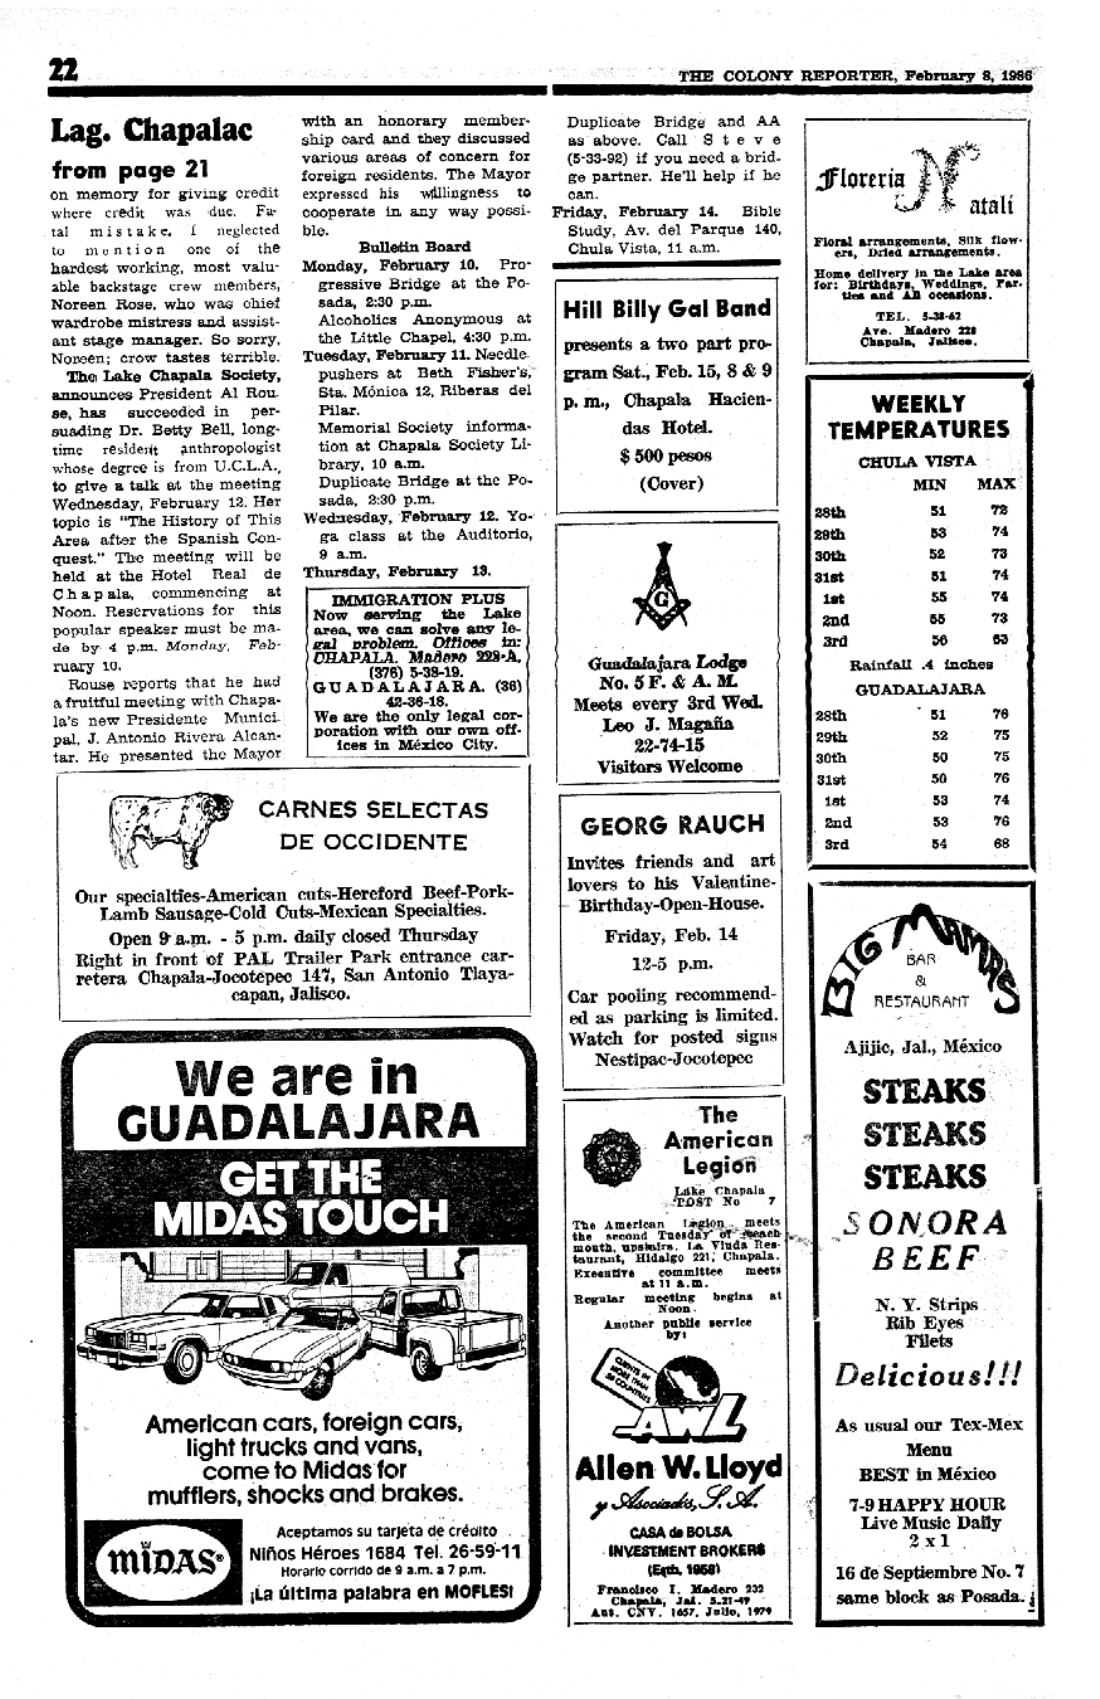 22
THE COLONY REPORTER, February 8, 1986
Lag. Chapalac
from page 21
on memory for giving credit
where credit was due. Fa-
tal mistake. I neglected
to mention one of the
hardest working, most valu-
able backstage crew members,
Noreen Rose, who was chief
wardrobe mistress and assist-
ant stage manager. So sorry,
Noreen; crow tastes terrible.
The Lake Chapala Society,
announces President Al Rou-
se, has succeeded in per-
suading Dr. Betty Bell, long-
time resident anthropologist
whose degree is from U.C.L.A.,
to give a talk at the meeting
Wednesday, February 12. Her
topic is "The History of This
Area after the Spanish Con-
quest." The meeting will be
held at the Hotel Real de
Chapala, commencing at
Noon. Reservations for this
popular speaker must be ma-
de by 4 p.m. Monday, Feb-
ruary 10.
Rouse reports that he had
a fruitful meeting with Chapa-
la's new Presidente Munici-
pal, J. Antonio Rivera Alcan-
tar. He presented the Mayor
with an honorary member-
ship card and they discussed
various areas of concern for
foreign residents. The Mayor
expressed his willingness to
cooperate in any way possi-
ble.
Bulletin Board
Monday, February 10. Pro-
gressive Bridge at the Po-
sada, 2:30 p.m.
Alcoholics Anonymous at
the Little Chapel, 4:30 p.m.
Tuesday, February 11. Needle
pushers at Beth Fisher's,
Sta. Mónica 12, Riberas del
Pilar.
Memorial Society informa-
tion at Chapala Society Li-
brary, 10 a.m.
Duplicate Bridge at the Po-
sada, 2:30 p.m.
Wednesday, February 12. Yo-
ga class at the Auditorio,
9 a.m.
Thursday, February 13.
Duplicate Bridge and AA
as above. Call Steve
(5-33-92) if you need a brid-
ge partner. He'll help if he
can.
Friday, February 14. Bible
Study, Av. del Parque 140,
Chula Vista, 11 a.m.
IMMIGRATION PLUS
Now serving the Lake
area, we can solve any le-
gal problem. Offices in:
CHAPALA. Madero 228-A,
(376) 5-38-19.
GUADALAJARA. (36)
42-36-18.
We are the only legal cor-
poration with our own off-
ices in México City.
CARNES SELECTAS
DE OCCIDENTE
Our specialties-American cuts-Hereford Beef-Pork-
Lamb Sausage-Cold Cuts-Mexican Specialties.
Open 9 a.m. - 5 p.m. daily closed Thursday
Right in front of PAL Trailer Park entrance car-
retera Chapala-Jocotepec 147, San Antonio Tlaya-
capan, Jalisco.
We are in
GUADALAJARA
GET THE
MIDAS TOUCH
American cars, foreign cars,
light trucks and vans,
come to Midas for
mufflers, shocks and brakes.
MIDAS®
Aceptamos su tarjeta de crédito
Niños Héroes 1684 Tel. 26-59-11
Horario corrido de 9 a.m. a 7 p.m.
¡La última palabra en MOFLES!
Hill Billy Gal Band
presents a two part pro-
gram Sat., Feb. 15, 8 & 9
p. m., Chapala Hacien-
das Hotel.
$ 500 pesos
(Cover)
G
Guadalajara Lodge
No. 5 F. & A. M.
Meets every 3rd Wed.
Leo J. Magaña
22-74-15
Visitors Welcome
GEORG RAUCH
Invites friends and art
lovers to his Valentine-
Birthday-Open-House.
Friday, Feb. 14
12-5 p.m.
Car pooling recommend-
ed as parking is limited.
Watch for posted signs
Nestipac-Jocotepec
The
American
Legion
Lake Chapala
POST No 7
The American Legion meets
the second Tuesday of each
month, upstairs, La Viuda Res-
taurant, Hidalgo 221, Chapala.
Executive committee meets
at 11 a.m.
Regular meeting begins at
Noon.
Another public service
by:
CLIENTS IN
MORE THAN
COUNTRIES
AWL
Allen W. Lloyd
y Asociados, S. A.
CASA de BOLSA
INVESTMENT BROKERS
Francisco I. Madero 232
Chapala, Jal. 5-21-49
Aut. CNV. 1657, Julio, 1979
Floreria Natalí
Floral arrangements, Silk flow-
ers, Dried arrangements.
Home delivery in the Lake area
for: Birthdays, Weddings, Par-
ties and All occasions.
TEL. 5-38-62
Ave. Madero 228
Chapala, Jalisco.
WEEKLY
TEMPERATURES
CHULA VISTA
MIN MAX
28th 51 72
29th 53 74
30th 52 73
31st 51 74
1st 55 74
2nd 55 73
3rd 56 63
Rainfall .4 inches
GUADALAJARA
28th 51 76
29th 52 75
30th 50 75
31st 50 76
1st 53 74
2nd 53 76
3rd 54 68
BIG MAMA'S
BAR
&
RESTAURANT
Ajijic, Jal., México
STEAKS
STEAKS
STEAKS
SONORA
BEEF
N. Y. Strips
Rib Eyes
Filets
Delicious!!!
As usual our Tex-Mex
Menu
BEST in México
7-9 HAPPY HOUR
Live Music Daily
2 x 1
16 de Septiembre No. 7
same block as Posada.